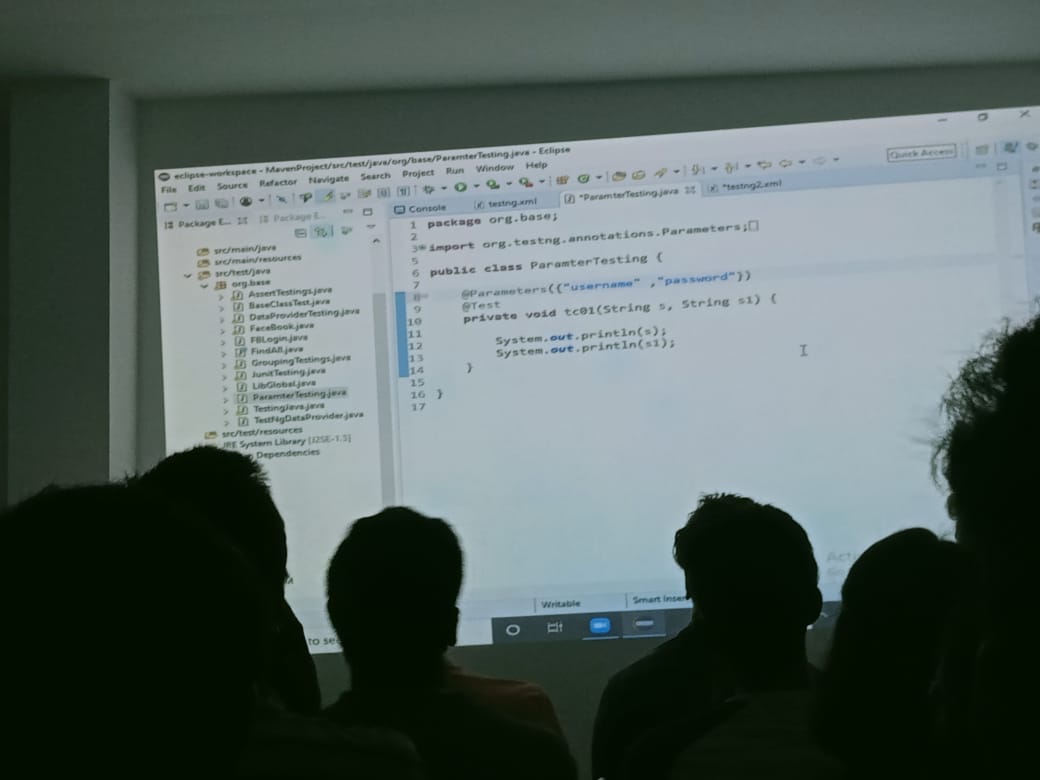 eclipse-workspace - MavenProject/src/test/java/org/base/ParamterTesting.java - Eclipse
File Edit Source Refactor Navigate Search Project Run Window Help
Quick Access
Package E...
Package E...
Console
testng.xml
*ParamterTesting.java
*testng2.xml
src/main/java
src/main/resources
src/test/java
org.base
AssertTestings.java
BaseClassTest.java
DataProviderTesting.java
FaceBook.java
FBLogin.java
FindAll.java
GroupingTestings.java
JunitTesting.java
LibGlobal.java
ParamterTesting.java
TestingJava.java
TestNgDataProvider.java
src/test/resources
JRE System Library [J2SE-1.5]
Dependencies
1 package org.base;
2
3 import org.testng.annotations.Parameters;
5
6 public class ParamterTesting {
7
8 @Parameters({"username" ,"password"})
9 @Test
10 private void tc01(String s, String s1) {
11
12 System.out.println(s);
13 System.out.println(s1);
14 }
15
16 }
17
Writable
Smart Inser
to se